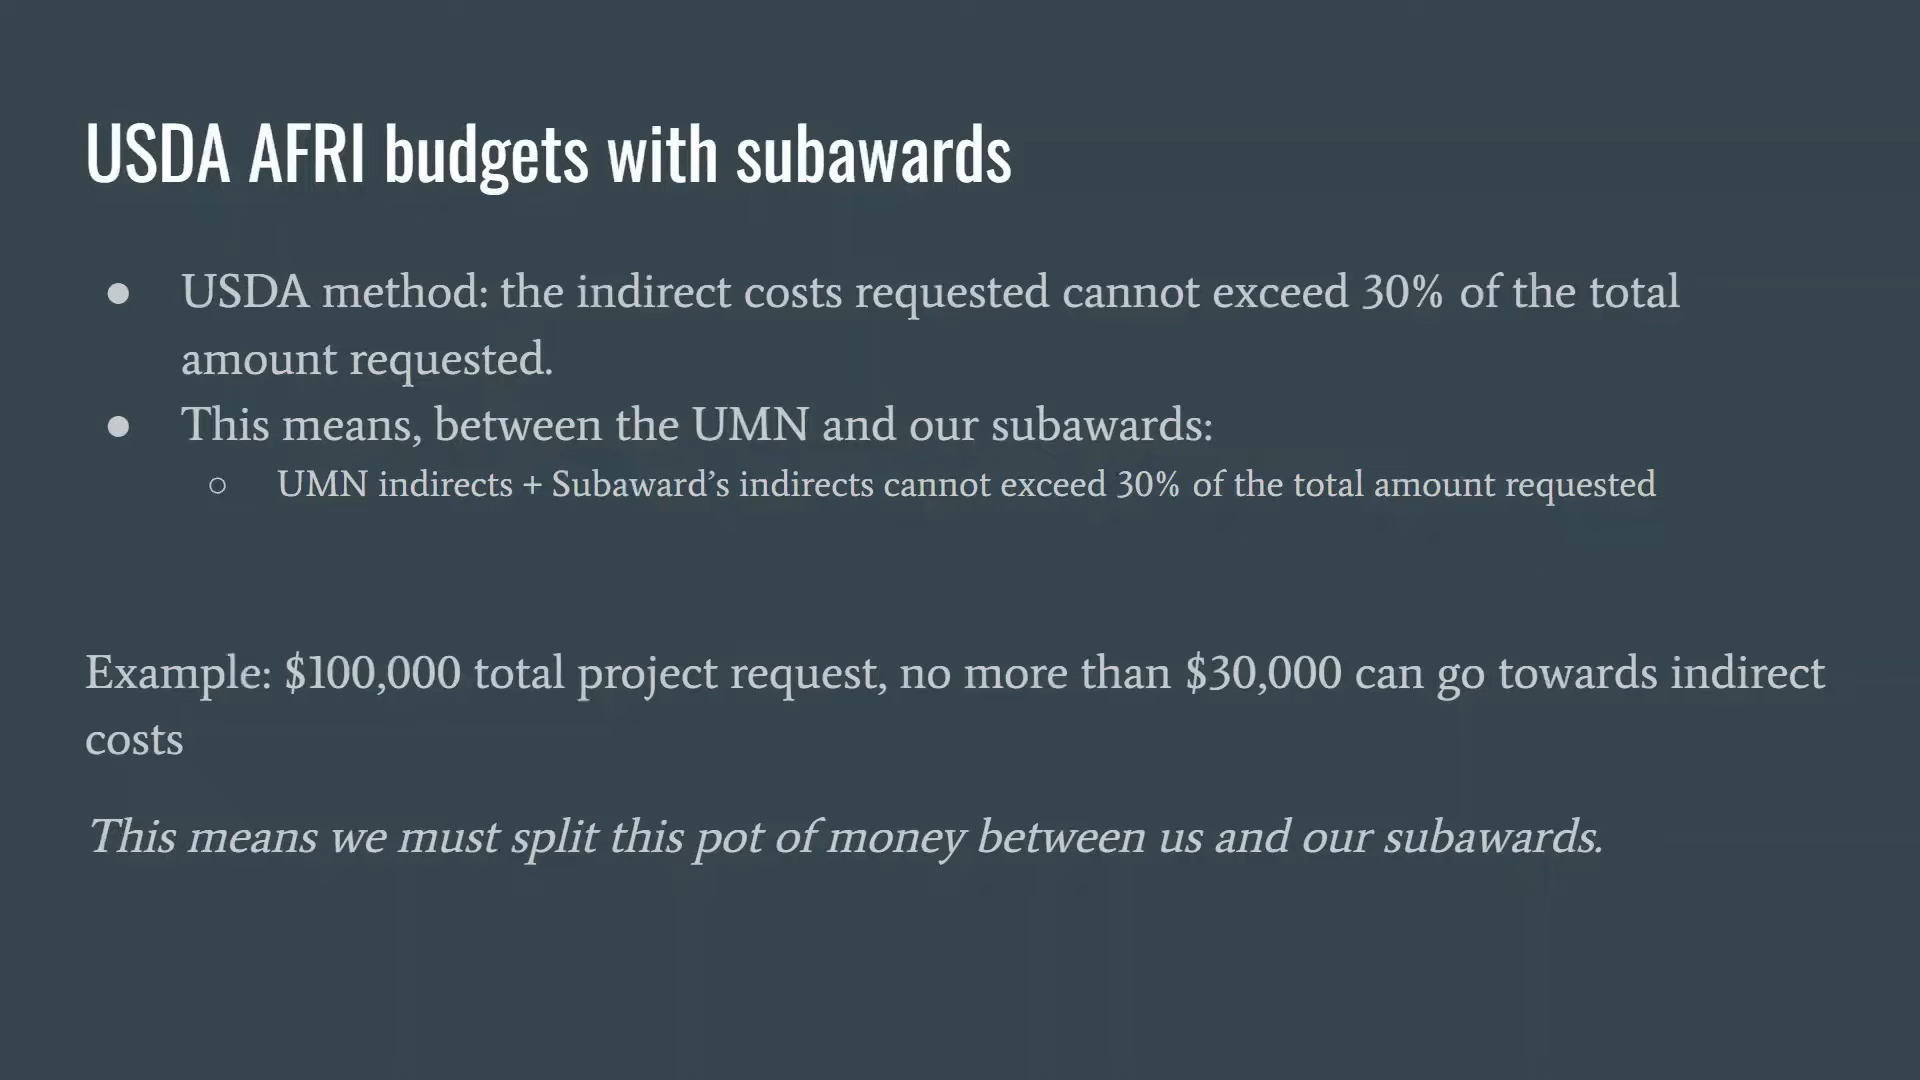 USDA AFRI budgets with subawards
● USDA method: the indirect costs requested cannot exceed 30% of the total
amount requested.
● This means, between the UMN and our subawards:
○ UMN indirects + Subaward’s indirects cannot exceed 30% of the total amount requested
Example: $100,000 total project request, no more than $30,000 can go towards indirect
costs
This means we must split this pot of money between us and our subawards.